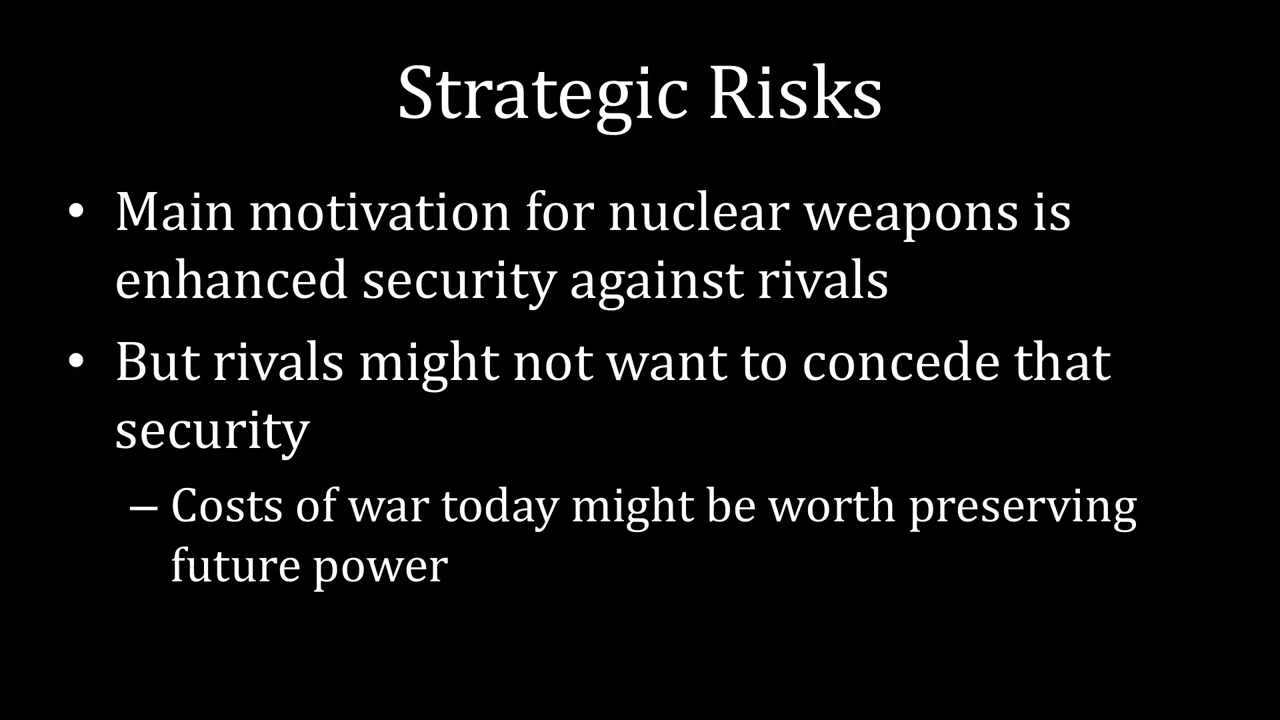 Strategic Risks
• Main motivation for nuclear weapons is
enhanced security against rivals
• But rivals might not want to concede that
security
– Costs of war today might be worth preserving
future power